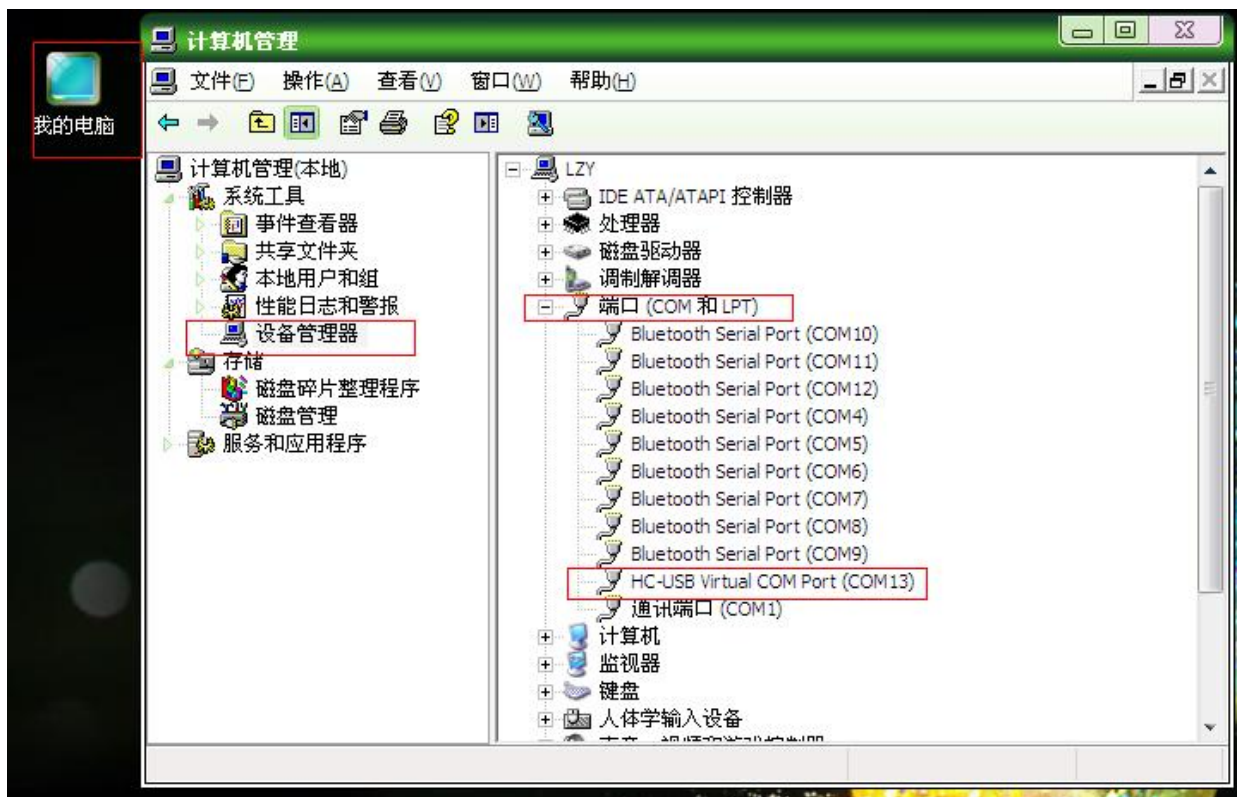 计算机管理
我的电脑
文件(F) 操作(A) 查看(V) 窗口(W) 帮助(H)
计算机管理(本地)
系统工具
事件查看器
共享文件夹
本地用户和组
性能日志和警报
设备管理器
存储
磁盘碎片整理程序
磁盘管理
服务和应用程序
LZY
IDE ATA/ATAPI 控制器
处理器
磁盘驱动器
调制解调器
端口 (COM 和 LPT)
Bluetooth Serial Port (COM10)
Bluetooth Serial Port (COM11)
Bluetooth Serial Port (COM12)
Bluetooth Serial Port (COM4)
Bluetooth Serial Port (COM5)
Bluetooth Serial Port (COM6)
Bluetooth Serial Port (COM7)
Bluetooth Serial Port (COM8)
Bluetooth Serial Port (COM9)
HC-USB Virtual COM Port (COM13)
通讯端口 (COM1)
计算机
监视器
键盘
人体学输入设备